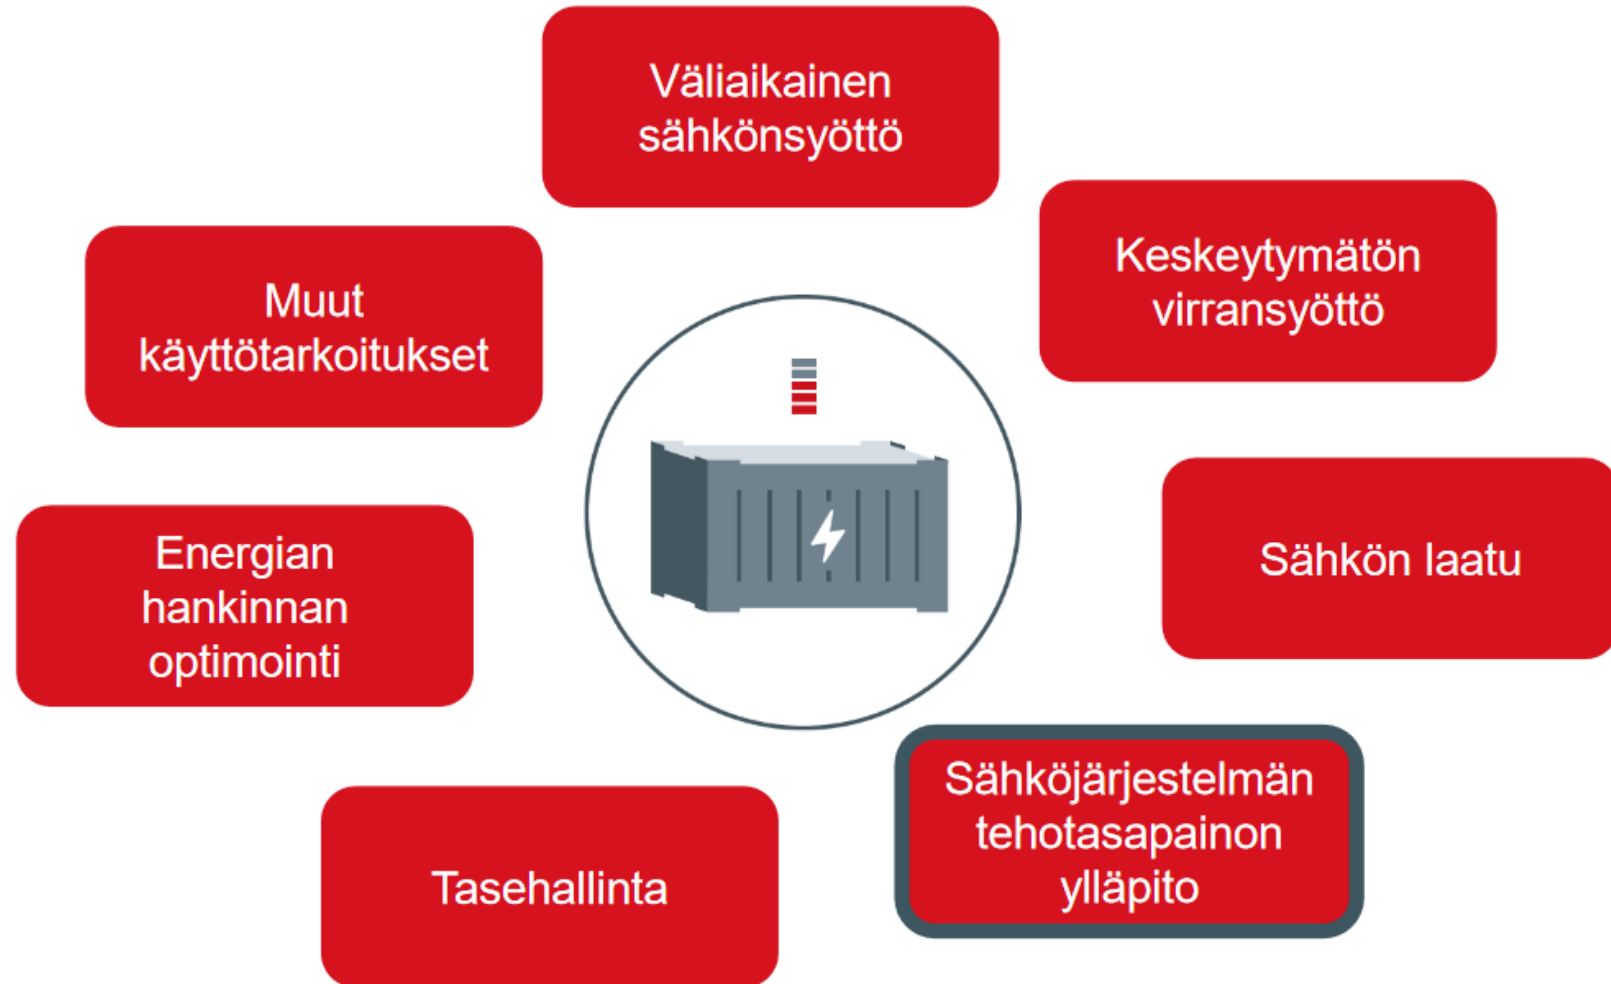 Väliaikainen
sähkönsyöttö
Keskeytymätön
virransyöttö
Muut
käyttötarkoitukset
Sähkön laatu
Energian
hankinnan
optimointi
Sähköjärjestelmän
tehotasapainon
ylläpito
Tasehallinta